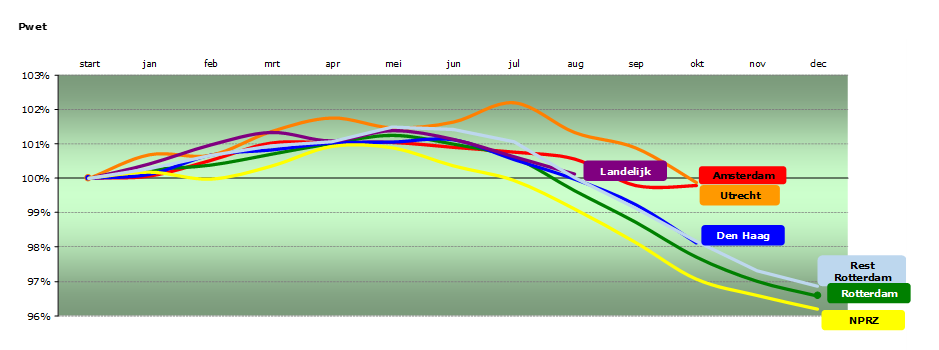 Pwet
start jan feb mrt apr mei jun jul aug sep okt nov dec
103%
102%
101%
100%
99%
98%
97%
96%
Landelijk
Amsterdam
Utrecht
Den Haag
Rest
Rotterdam
Rotterdam
NPRZ